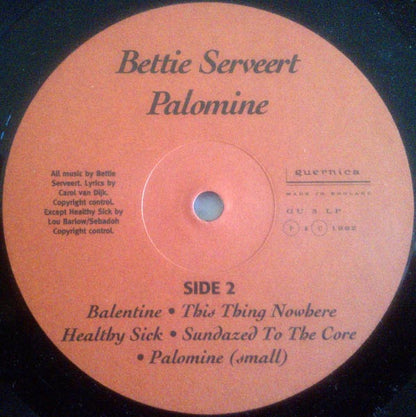 Bettie Serveert
Palomine
All music by Bettie
Serveert. Lyrics by
Carol van Dijk.
Copyright control.
Except Healthy Sick by
Lou Barlow/Sebadoh
Copyright control.
guernica
MADE IN ENGLAND
GU 5 LP
P & C 1992
SIDE 2
Balentine • This Thing Nowhere
Healthy Sick • Sundazed To The Core
• Palomine (small)